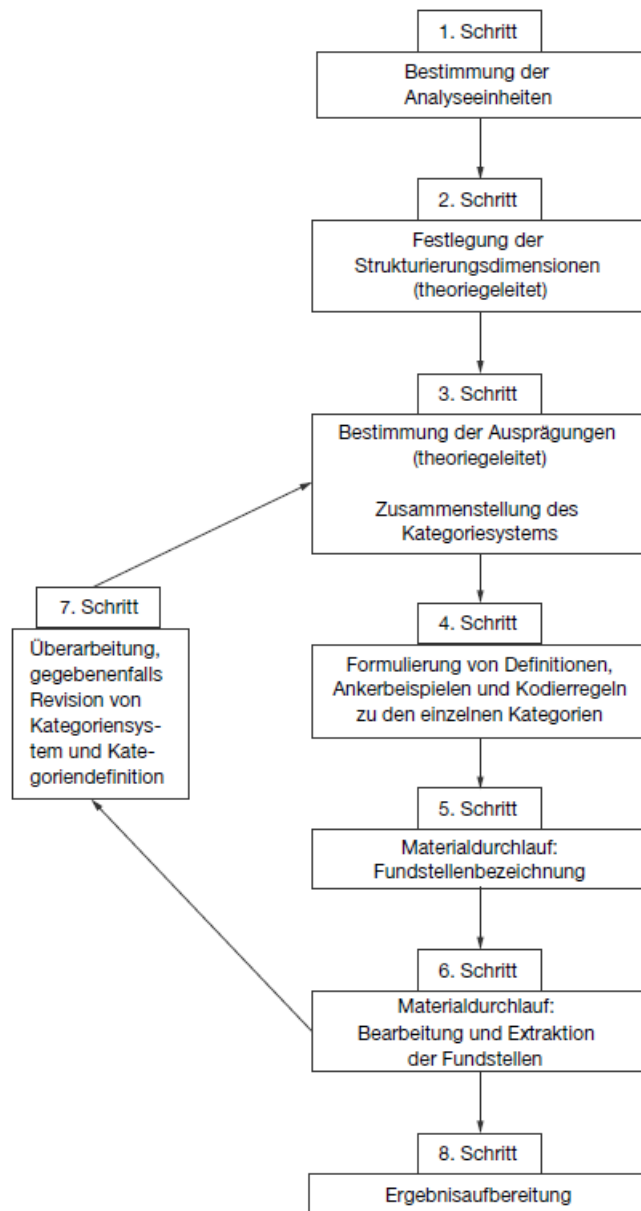 1. Schritt
Bestimmung der
Analyseeinheiten
2. Schritt
Festlegung der
Strukturierungsdimensionen
(theoriegeleitet)
3. Schritt
Bestimmung der Ausprägungen
(theoriegeleitet)
Zusammenstellung des
Kategoriesystems
4. Schritt
Formulierung von Definitionen,
Ankerbeispielen und Kodierregeln
zu den einzelnen Kategorien
5. Schritt
Materialdurchlauf:
Fundstellenbezeichnung
6. Schritt
Materialdurchlauf:
Bearbeitung und Extraktion
der Fundstellen
7. Schritt
Überarbeitung,
gegebenenfalls
Revision von
Kategoriensys-
tem und Kate-
goriendefinition
8. Schritt
Ergebnisaufbereitung